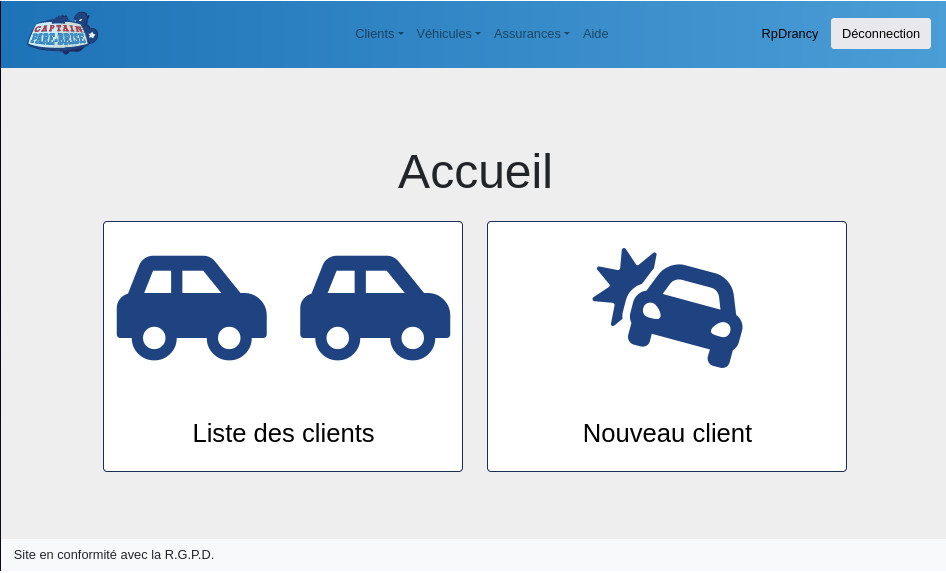 CAPTAIN
PARE-BRISE
Clients Véhicules Assurances Aide RpDrancy Déconnection
Accueil
Liste des clients Nouveau client
Site en conformité avec la R.G.P.D.